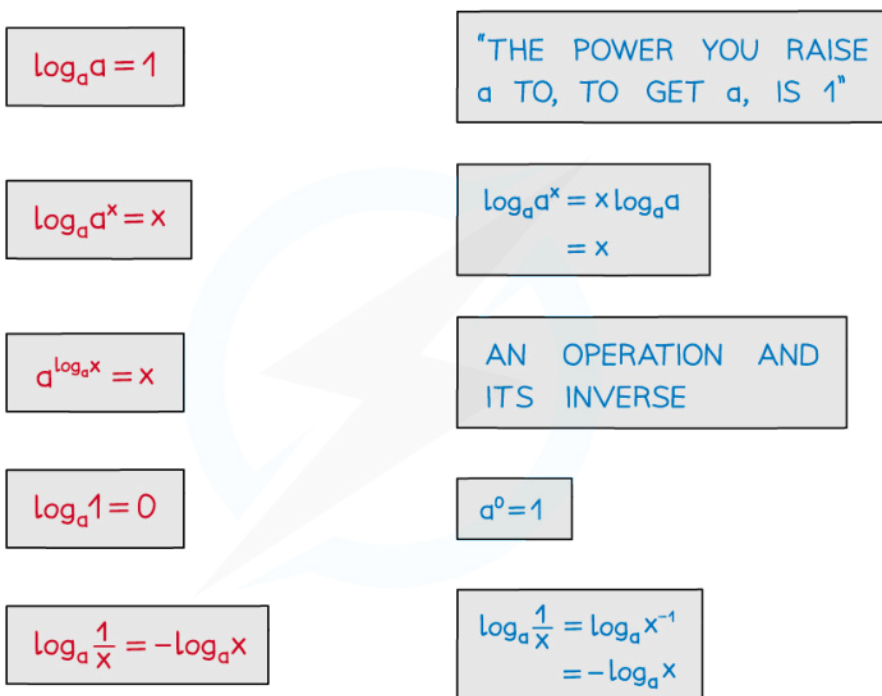 logₐa = 1
"THE POWER YOU RAISE
a TO, TO GET a, IS 1"
logₐaˣ = x
logₐaˣ = x logₐa
= x
a^(logₐx) = x
AN OPERATION AND
ITS INVERSE
logₐ1 = 0
a⁰ = 1
logₐ 1/x = −logₐx
logₐ 1/x = logₐx⁻¹
= −logₐx